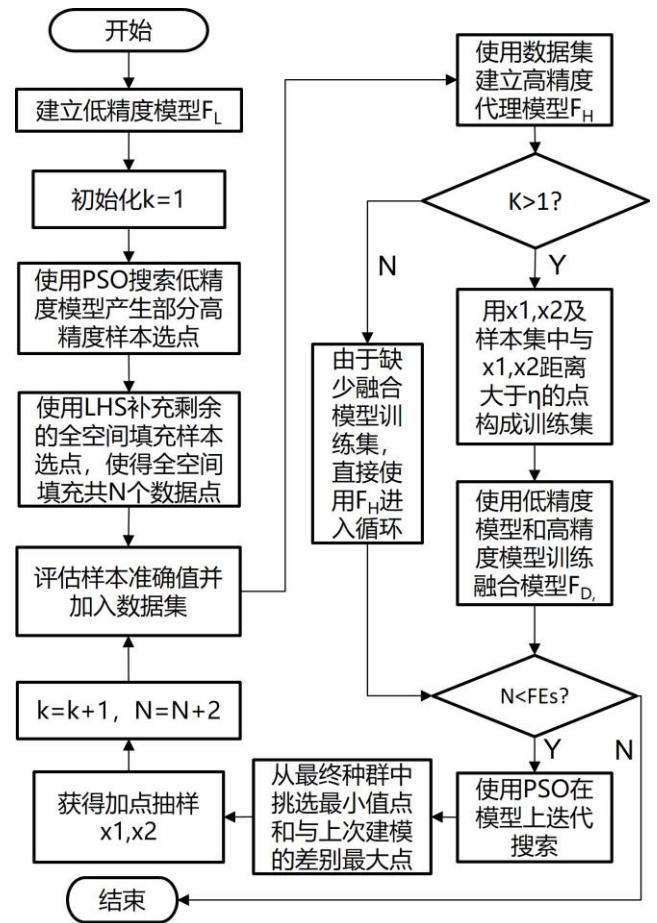 开始
建立低精度模型F_L
初始化k=1
使用PSO搜索低精
度模型产生部分高
精度样本选点
使用LHS补充剩余
的全空间填充样本
选点，使得全空间
填充共N个数据点
评估样本准确值并
加入数据集
k=k+1，N=N+2
获得加点抽样
x1,x2
结束
使用数据集
建立高精度
代理模型F_H
K>1?
N
Y
由于缺
少融合
模型训
练集，
直接使
用F_H进
入循环
用x1,x2及
样本集中与
x1,x2距离
大于η的点
构成训练集
使用低精度
模型和高精
度模型训练
融合模型F_D,
N<FEs?
Y
N
使用PSO在
模型上迭代
搜索
从最终种群中
挑选最小值点
和与上次建模
的差别最大点